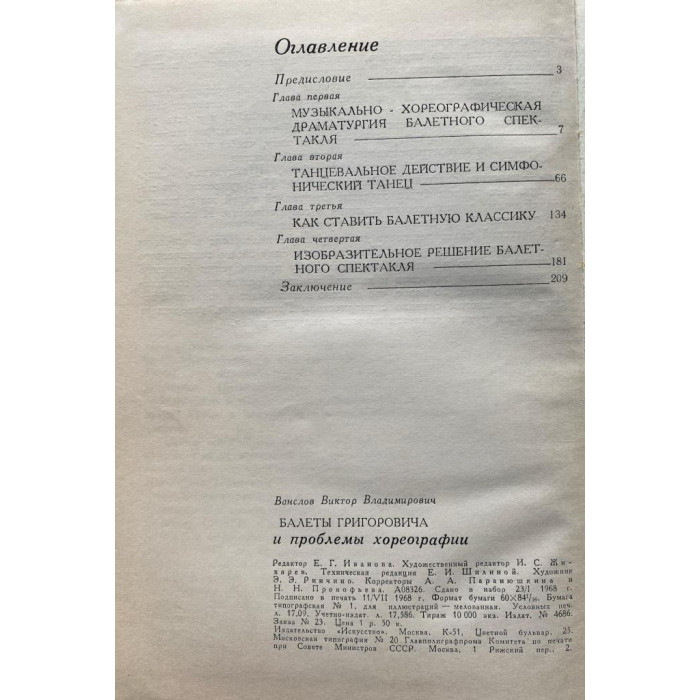 Оглавление
Предисловие 3
Глава первая
МУЗЫКАЛЬНО - ХОРЕОГРАФИЧЕСКАЯ
ДРАМАТУРГИЯ БАЛЕТНОГО СПЕК-
ТАКЛЯ 7
Глава вторая
ТАНЦЕВАЛЬНОЕ ДЕЙСТВИЕ И СИМФО-
НИЧЕСКИЙ ТАНЕЦ 66
Глава третья
КАК СТАВИТЬ БАЛЕТНУЮ КЛАССИКУ 134
Глава четвертая
ИЗОБРАЗИТЕЛЬНОЕ РЕШЕНИЕ БАЛЕТ-
НОГО СПЕКТАКЛЯ 181
Заключение 209
Ванслов Виктор Владимирович
БАЛЕТЫ ГРИГОРОВИЧА
и проблемы хореографии
Редактор Е. Г. Иванова. Художественный редактор И. С. Жи-
харев. Техническая редакция Е. И. Шилиной. Художник
Э. Э. Ринчино. Корректоры А. А. Паранюшкина и
Н. Н. Прокофьева. А08326. Сдано в набор 23/I 1968 г.
Подписано в печать 11/VII 1968 г. Формат бумаги 60×84¹/₁₆. Бумага
типографская № 1, для иллюстраций — мелованная. Условных печ.
л. 17,09. Учетно-издат. л. 17,586. Тираж 10 000 экз. Издат. № 4686.
Заказ № 23. Цена 1 р. 50 к.
Издательство «Искусство». Москва, К-51, Цветной бульвар, 25.
Московская типография № 20 Главполиграфпрома Комитета по печати
при Совете Министров СССР. Москва, 1 Рижский пер., 2.